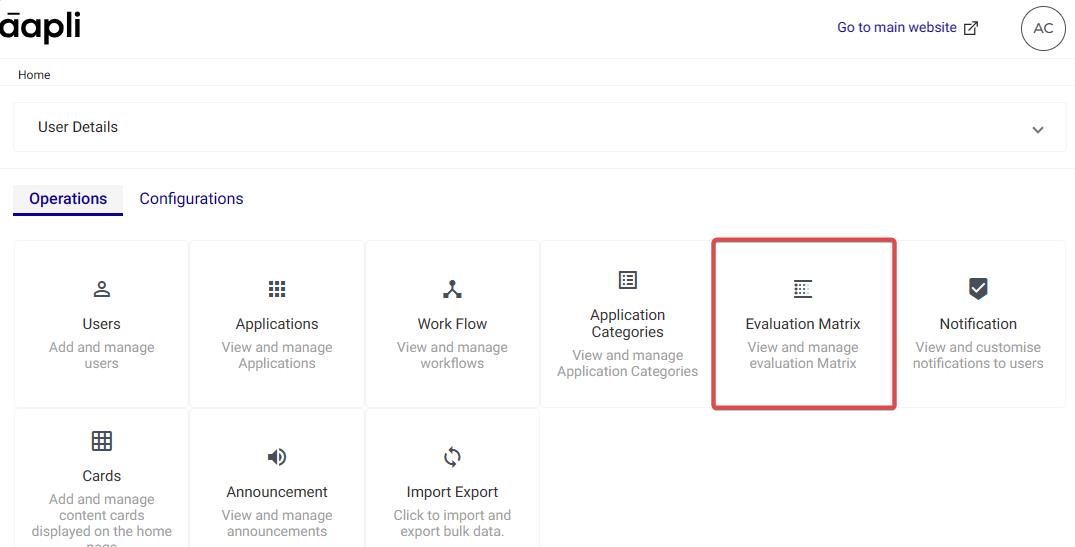 āapli
Go to main website
AC
Home
User Details
Operations
Configurations
Users
Add and manage
users
Applications
View and manage
Applications
Work Flow
View and manage
workflows
Application
Categories
View and manage
Application Categories
Evaluation Matrix
View and manage
evaluation Matrix
Notification
View and customise
notifications to users
Cards
Add and manage
content cards
displayed on the home
page
Announcement
View and manage
announcements
Import Export
Click to import and
export bulk data.